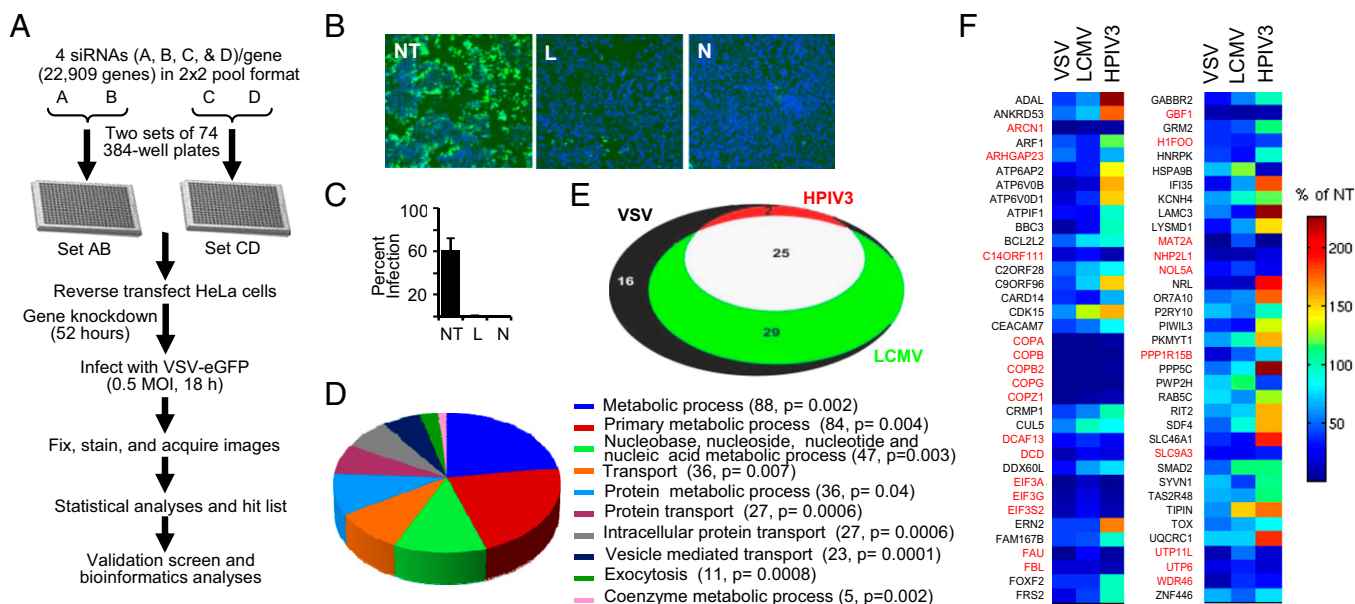 A
4 siRNAs (A, B, C, & D)/gene
(22,909 genes) in 2x2 pool format
A B C D
Two sets of 74
384-well plates
Set AB Set CD
Reverse transfect HeLa cells
Gene knockdown
(52 hours)
Infect with VSV-eGFP
(0.5 MOI, 18 h)
Fix, stain, and acquire images
Statistical analyses and hit list
Validation screen and
bioinformatics analyses
B
NT L N
C
Percent
Infection
100
60
20
NT L N
D
Metabolic process (88, p= 0.002)
Primary metabolic process (84, p= 0.004)
Nucleobase, nucleoside, nucleotide and
nucleic acid metabolic process (47, p=0.003)
Transport (36, p= 0.007)
Protein metabolic process (36, p= 0.04)
Protein transport (27, p= 0.0006)
Intracellular protein transport (27, p= 0.0006)
Vesicle mediated transport (23, p= 0.0001)
Exocytosis (11, p= 0.0008)
Coenzyme metabolic process (5, p=0.002)
E
VSV
HPIV3
2
25
16
29
LCMV
F
VSV
LCMV
HPIV3
ADAL
ANKRD53
ARCN1
ARF1
ARHGAP23
ATP6AP2
ATP6V0B
ATP6V0D1
ATPIF1
BBC3
BCL2L2
C14ORF111
C2ORF28
C9ORF96
CARD14
CDK15
CEACAM7
COPA
COPB
COPB2
COPG
COPZ1
CRMP1
CUL5
DCAF13
DCD
DDX60L
EIF3A
EIF3G
EIF3S2
ERN2
FAM167B
FAU
FBL
FOXF2
FRS2
VSV
LCMV
HPIV3
GABBR2
GBF1
GRM2
H1FOO
HNRPK
HSPA9B
IFI35
KCNH4
LAMC3
LYSMD1
MAT2A
NHP2L1
NOL5A
NRL
OR7A10
P2RY10
PIWIL3
PKMYT1
PPP1R15B
PPP5C
PWP2H
RAB5C
RIT2
SDF4
SLC46A1
SLC9A3
SMAD2
SYVN1
TAS2R48
TIPIN
TOX
UQCRC1
UTP11L
UTP6
WDR46
ZNF446
% of NT
200
150
100
50